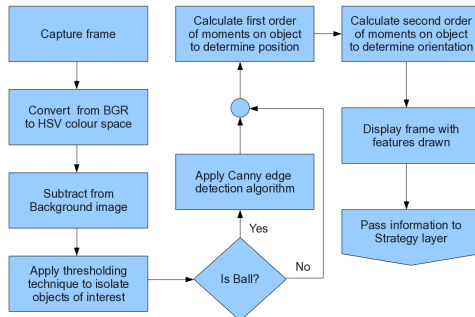 Capture frame
Convert from BGR
to HSV colour space
Subtract from
Background image
Apply thresholding
technique to isolate
objects of interest
Is Ball?
Yes
No
Apply Canny edge
detection algorithm
Calculate first order
of moments on object
to determine position
Calculate second order
of moments on object
to determine orientation
Display frame with
features drawn
Pass information to
Strategy layer